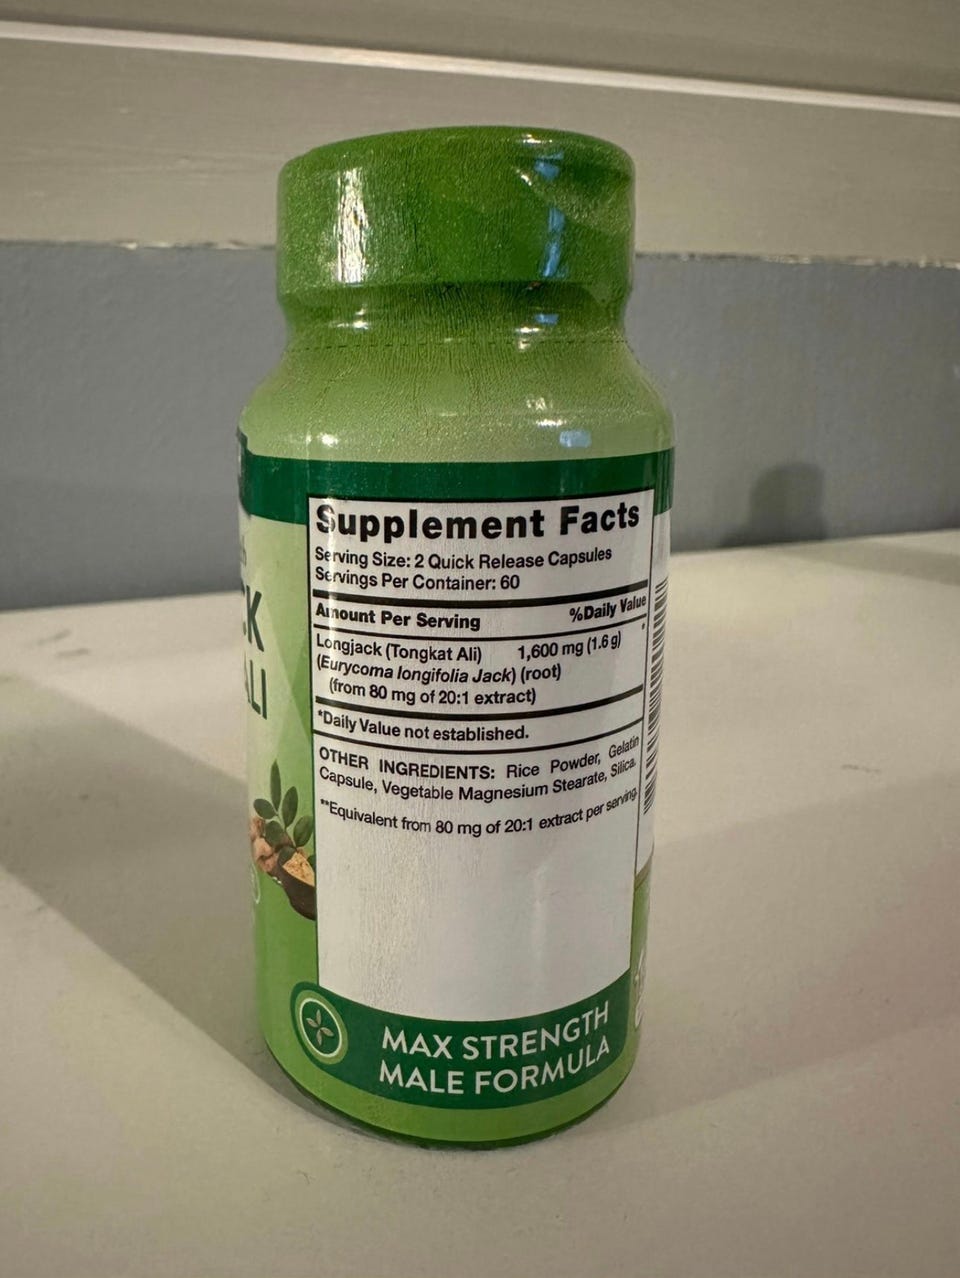 CK
ALI
Supplement Facts
Serving Size: 2 Quick Release Capsules
Servings Per Container: 60
Amount Per Serving %Daily Value
Longjack (Tongkat Ali) 1,600 mg (1.6 g) *
(Eurycoma longifolia Jack) (root)
(from 80 mg of 20:1 extract)
*Daily Value not established.
OTHER INGREDIENTS: Rice Powder, Gelatin
Capsule, Vegetable Magnesium Stearate, Silica.
**Equivalent from 80 mg of 20:1 extract per serving.
MAX STRENGTH
MALE FORMULA